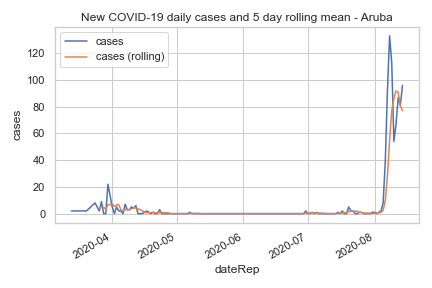 New COVID-19 daily cases and 5 day rolling mean - Aruba
cases
cases (rolling)
120
100
80
60
40
20
0
cases
2020-04
2020-05
2020-06
2020-07
2020-08
dateRep